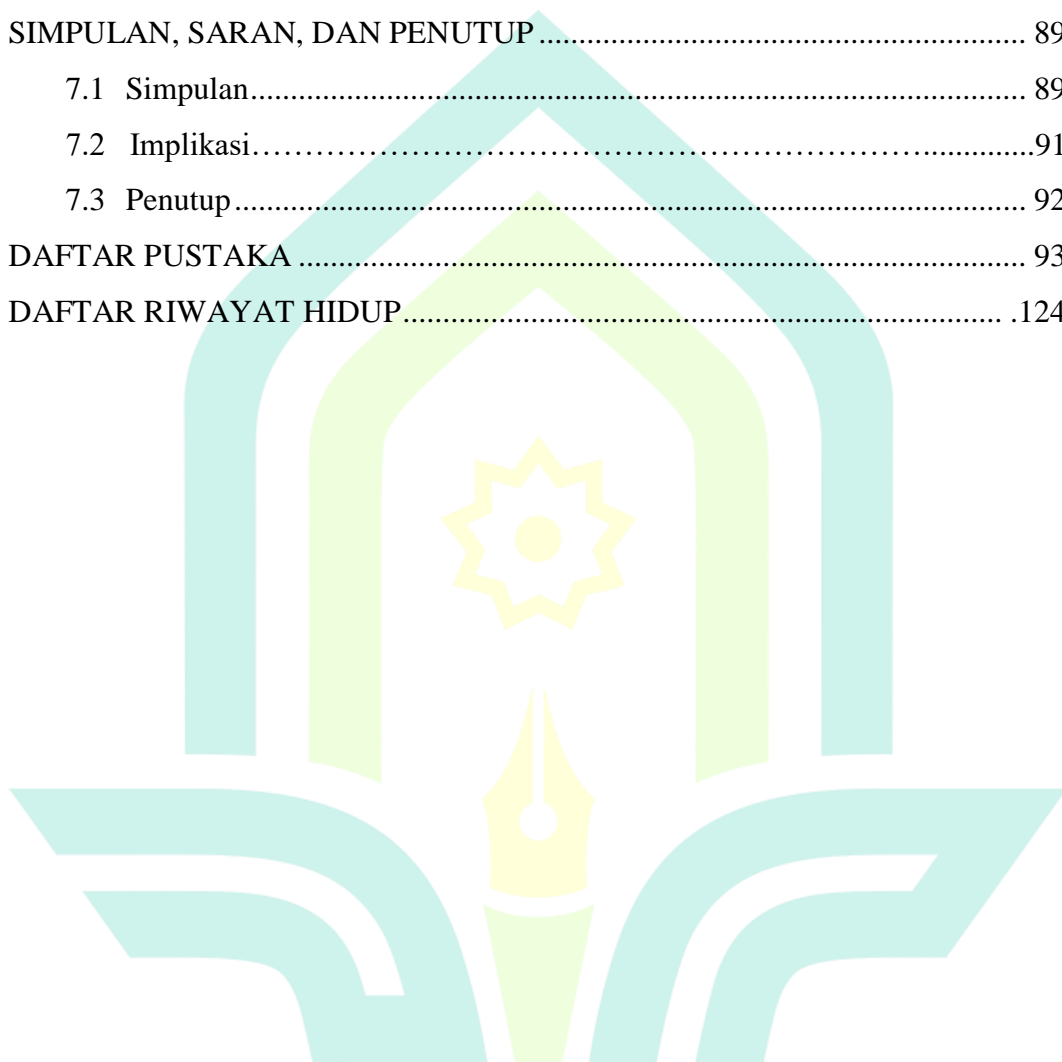 SIMPULAN, SARAN, DAN PENUTUP ........................................................................ 89
7.1 Simpulan........................................................................ 89
7.2 Implikasi………………………………………………………...............91
7.3 Penutup........................................................................ 92
DAFTAR PUSTAKA ........................................................................ 93
DAFTAR RIWAYAT HIDUP........................................................................ .124